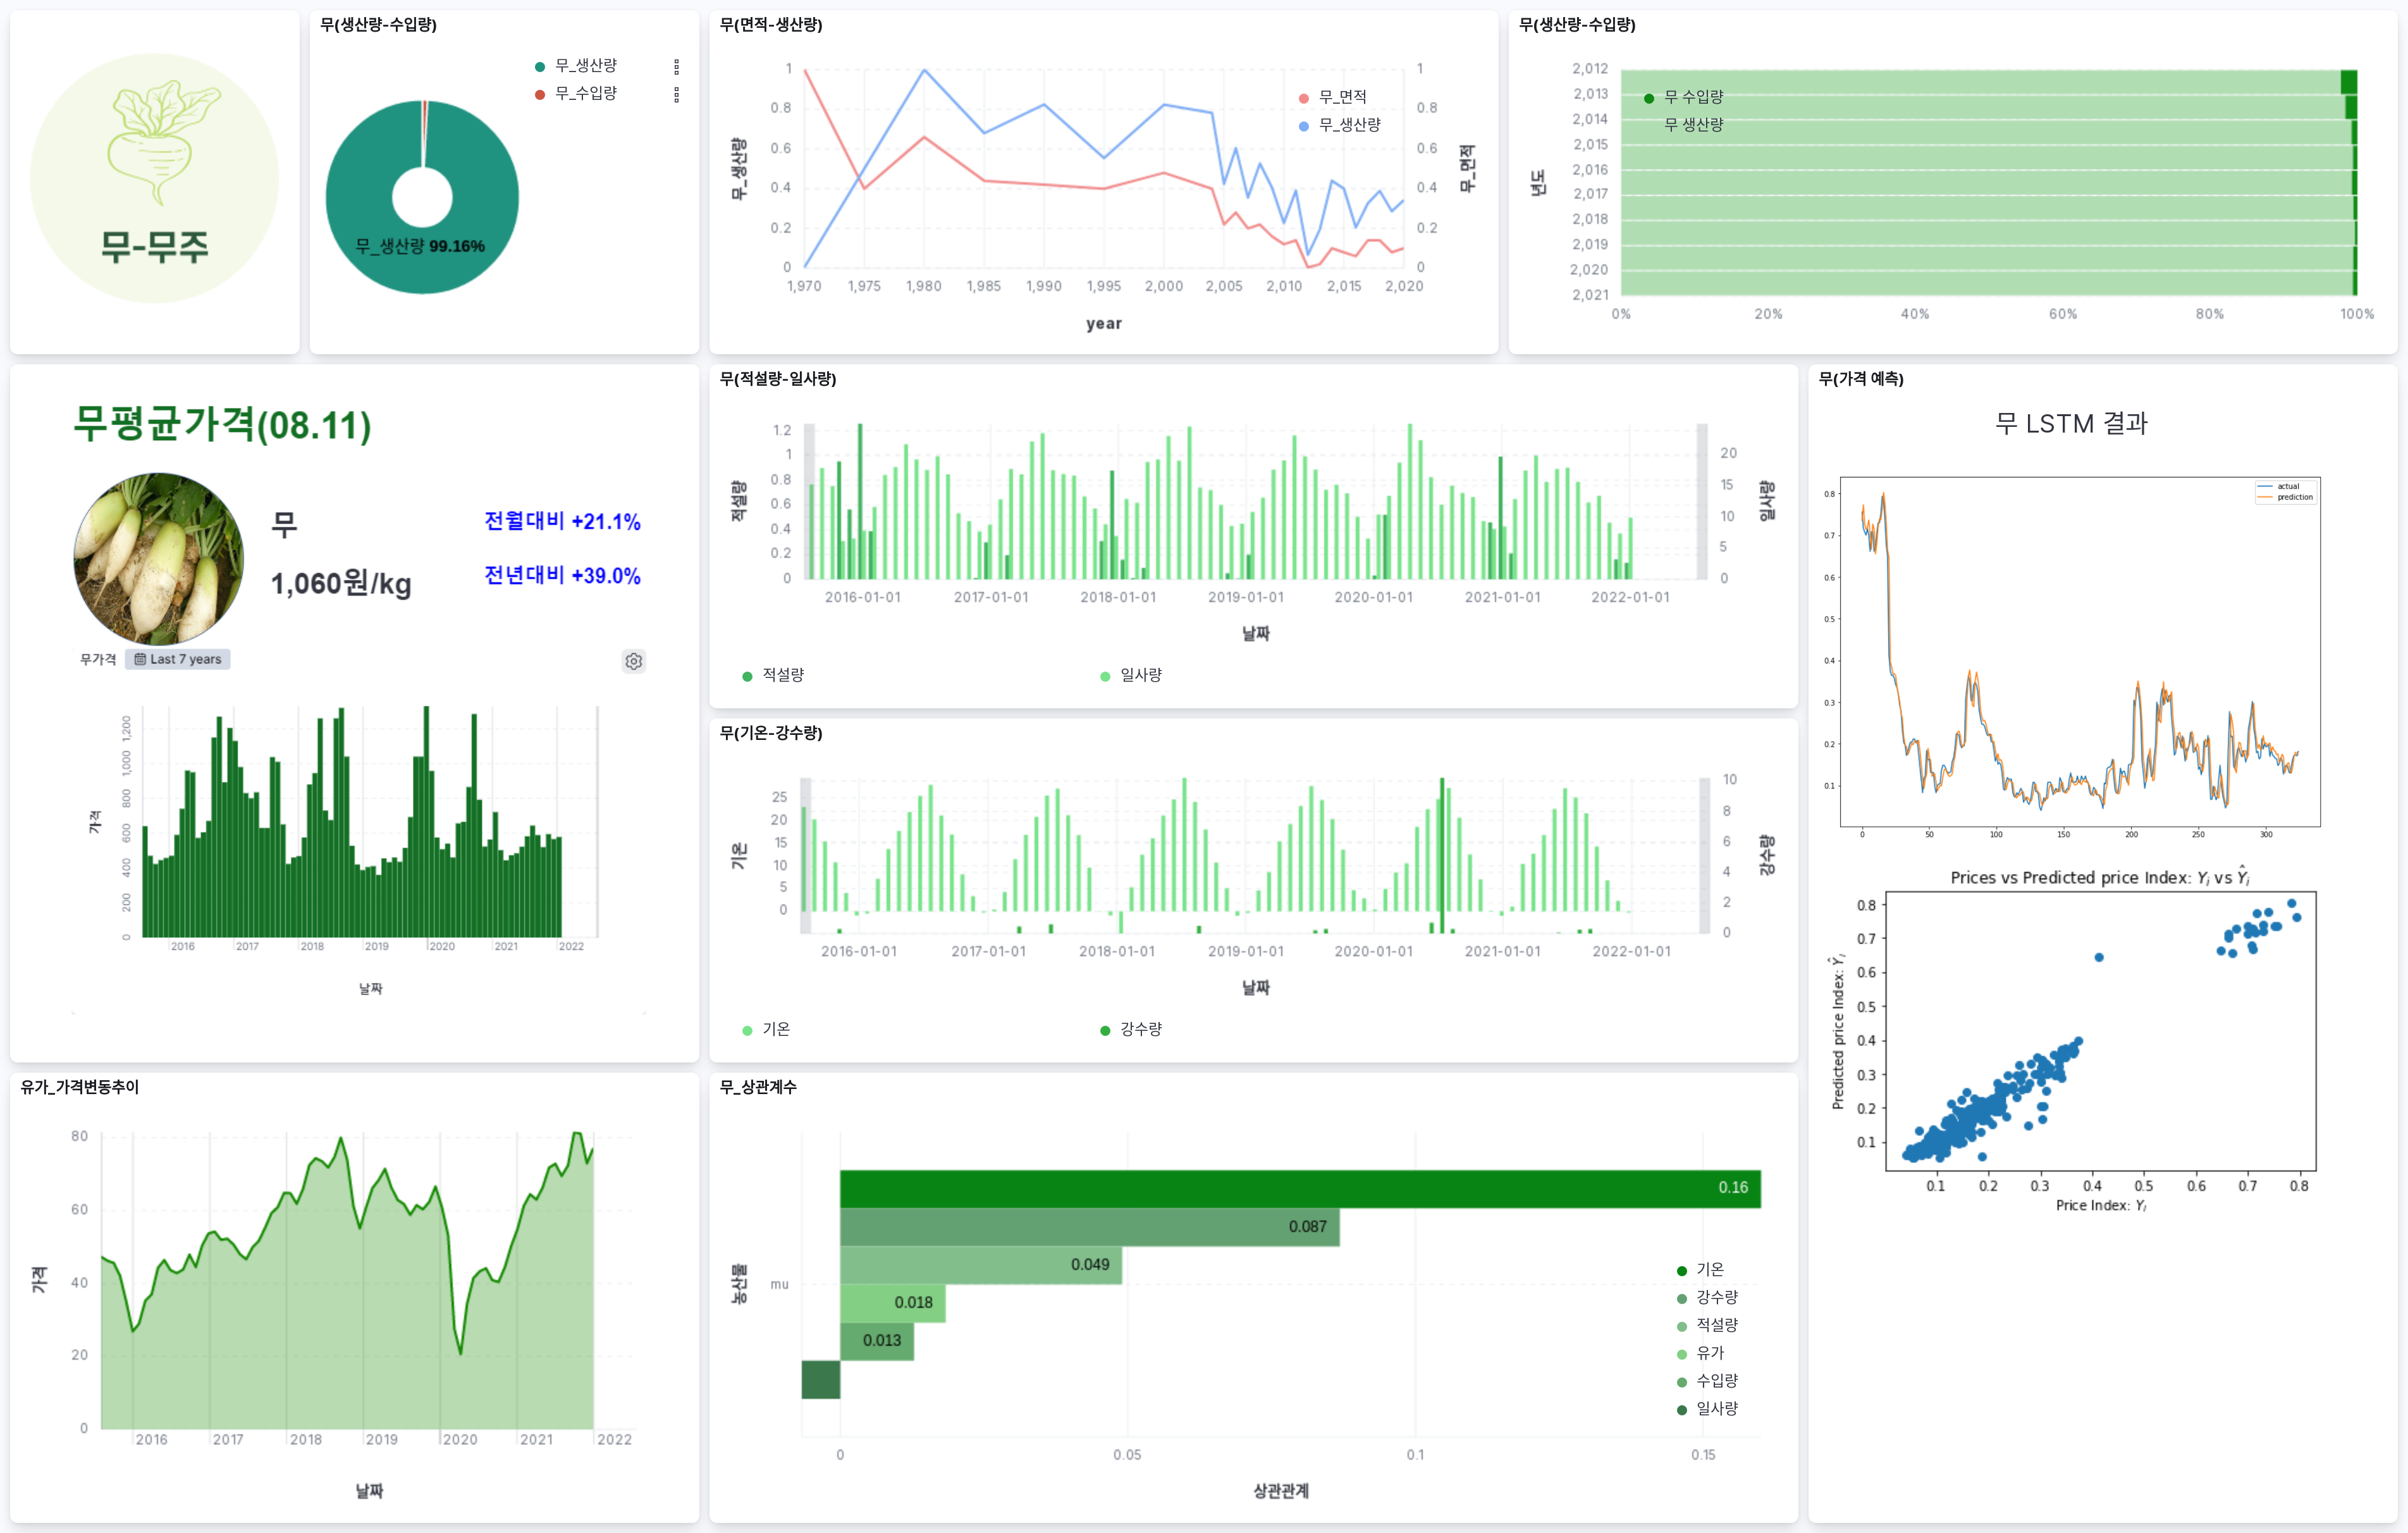 무-무주
무(생산량-수입량)
무_생산량
무_수입량
무_생산량 99.16%
무(면적-생산량)
무_면적
무_생산량
무_생산량
1
0.8
0.6
0.4
0.2
0
무_면적
1
0.8
0.6
0.4
0.2
0
1,970 1,975 1,980 1,985 1,990 1,995 2,000 2,005 2,010 2,015 2,020
year
무(생산량-수입량)
무 수입량
무 생산량
년도
2,012
2,013
2,014
2,015
2,016
2,017
2,018
2,019
2,020
2,021
0% 20% 40% 60% 80% 100%
무평균가격(08.11)
무
1,060원/kg
전월대비 +21.1%
전년대비 +39.0%
무가격 Last 7 years
가격
1,200
1,000
800
600
400
200
0
2016 2017 2018 2019 2020 2021 2022
날짜
무(적설량-일사량)
적설량
1.2
1
0.8
0.6
0.4
0.2
0
일사량
20
15
10
5
0
2016-01-01 2017-01-01 2018-01-01 2019-01-01 2020-01-01 2021-01-01 2022-01-01
날짜
적설량 일사량
무(기온-강수량)
기온
25
20
15
10
5
0
강수량
10
8
6
4
2
0
2016-01-01 2017-01-01 2018-01-01 2019-01-01 2020-01-01 2021-01-01 2022-01-01
날짜
기온 강수량
무(가격 예측)
무 LSTM 결과
actual
prediction
0.8
0.7
0.6
0.5
0.4
0.3
0.2
0.1
0 50 100 150 200 250 300
Prices vs Predicted price Index: Yᵢ vs Ŷᵢ
Predicted price Index: Ŷᵢ
0.8
0.7
0.6
0.5
0.4
0.3
0.2
0.1
0.1 0.2 0.3 0.4 0.5 0.6 0.7 0.8
Price Index: Yᵢ
유가_가격변동추이
가격
80
60
40
20
0
2016 2017 2018 2019 2020 2021 2022
날짜
무_상관계수
농산물
mu
0.16
0.087
0.049
0.018
0.013
기온
강수량
적설량
유가
수입량
일사량
0 0.05 0.1 0.15
상관관계